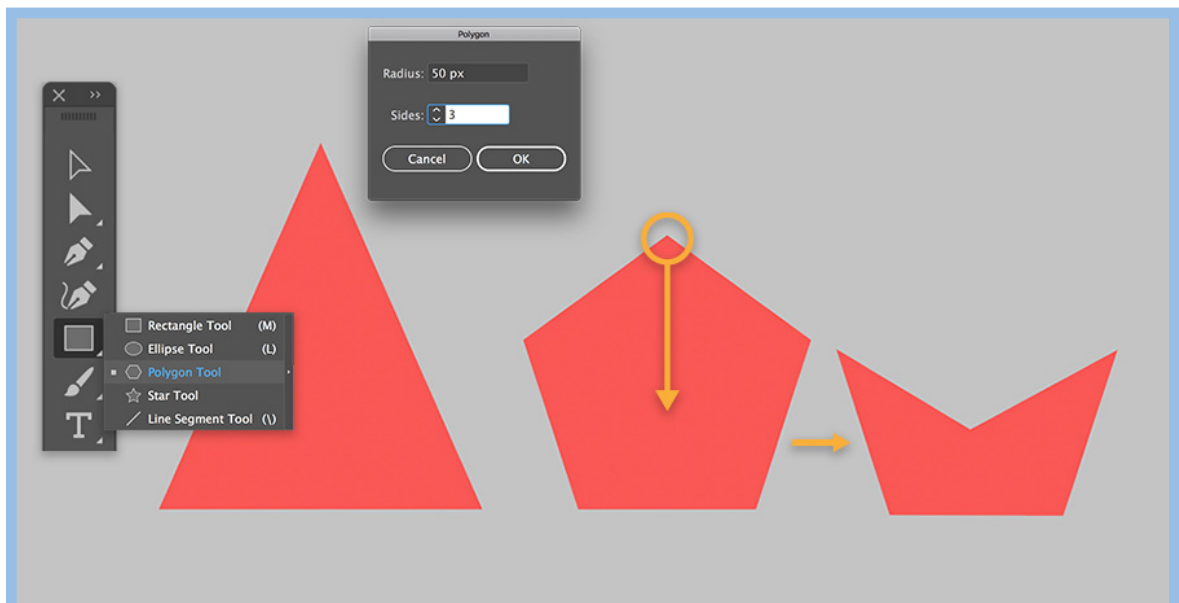 Polygon
Radius: 50 px
Sides: 3
Cancel OK
Rectangle Tool (M)
Ellipse Tool (L)
Polygon Tool
Star Tool
Line Segment Tool (\)
T